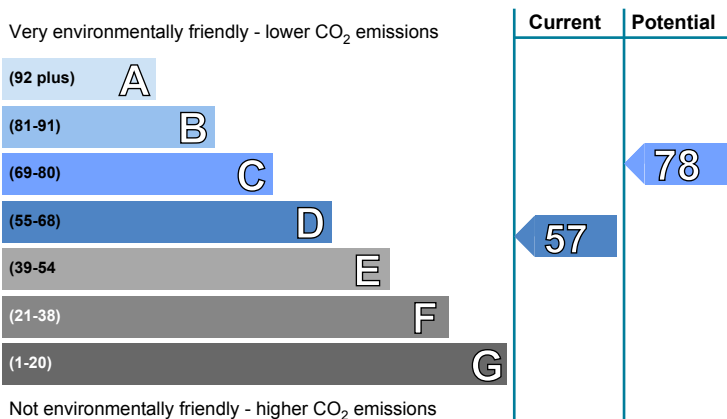 Current Potential
Very environmentally friendly - lower CO2 emissions
(92 plus) A
(81-91) B
(69-80) C
78
(55-68) D
57
(39-54 E
(21-38) F
(1-20) G
Not environmentally friendly - higher CO2 emissions